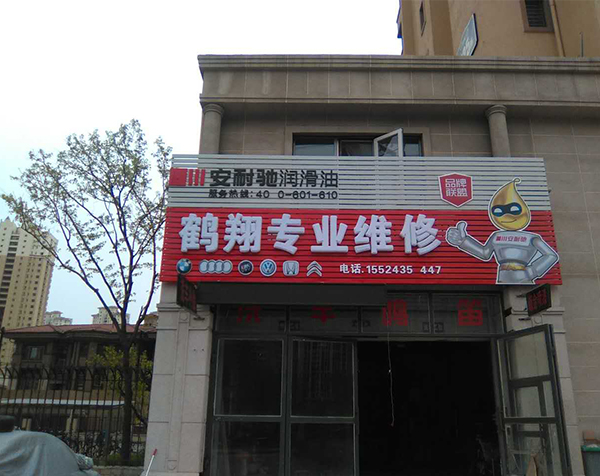 安耐驰润滑油
服务热线:40 0-601-610
品牌
联盟
鹤翔专业维修
电话.1552435 447